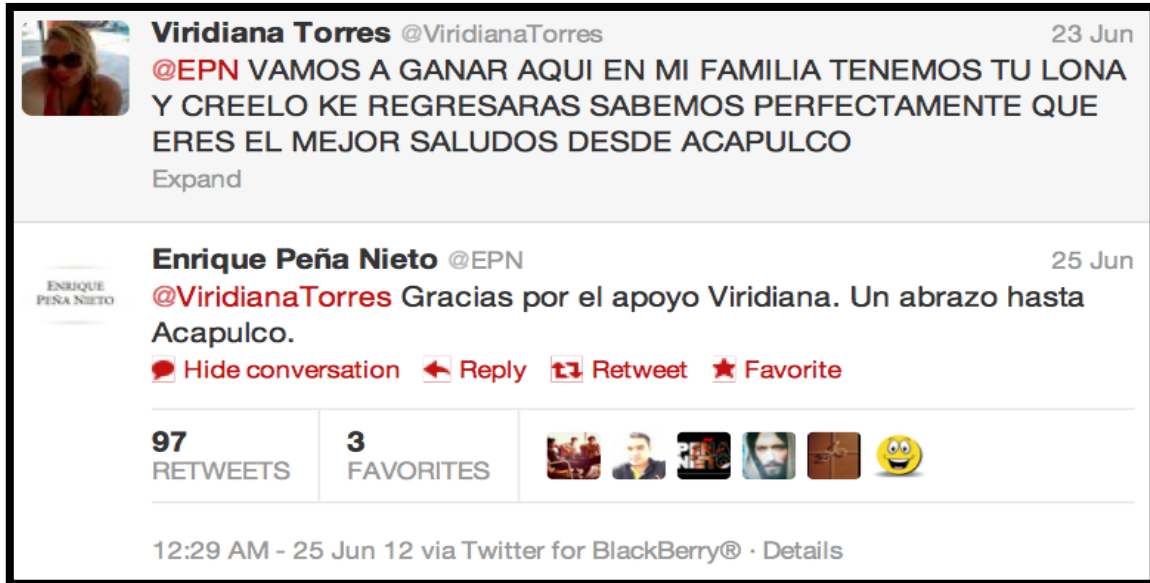 Viridiana Torres @ViridianaTorres 23 Jun
@EPN VAMOS A GANAR AQUI EN MI FAMILIA TENEMOS TU LONA
Y CREELO KE REGRESARAS SABEMOS PERFECTAMENTE QUE
ERES EL MEJOR SALUDOS DESDE ACAPULCO
Expand
ENRIQUE
PEÑA NIETO
Enrique Peña Nieto @EPN 25 Jun
@ViridianaTorres Gracias por el apoyo Viridiana. Un abrazo hasta
Acapulco.
Hide conversation Reply Retweet Favorite
97 3
RETWEETS FAVORITES
PEÑA
NIETO
12:29 AM - 25 Jun 12 via Twitter for BlackBerry® · Details